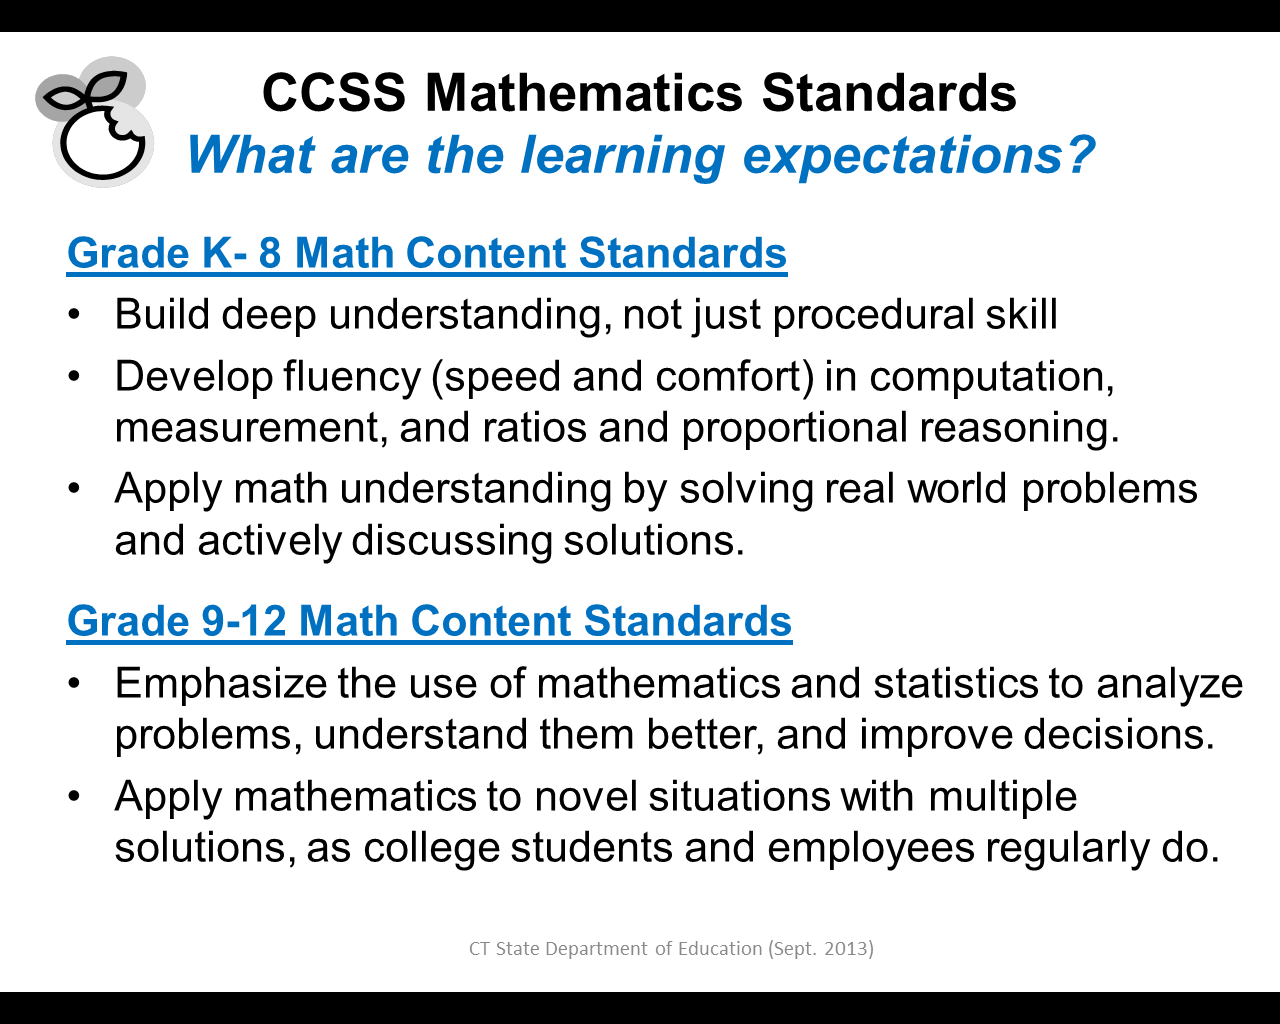 CCSS Mathematics Standards
What are the learning expectations?
Grade K- 8 Math Content Standards
• Build deep understanding, not just procedural skill
• Develop fluency (speed and comfort) in computation,
measurement, and ratios and proportional reasoning.
• Apply math understanding by solving real world problems
and actively discussing solutions.
Grade 9-12 Math Content Standards
• Emphasize the use of mathematics and statistics to analyze
problems, understand them better, and improve decisions.
• Apply mathematics to novel situations with multiple
solutions, as college students and employees regularly do.
CT State Department of Education (Sept. 2013)